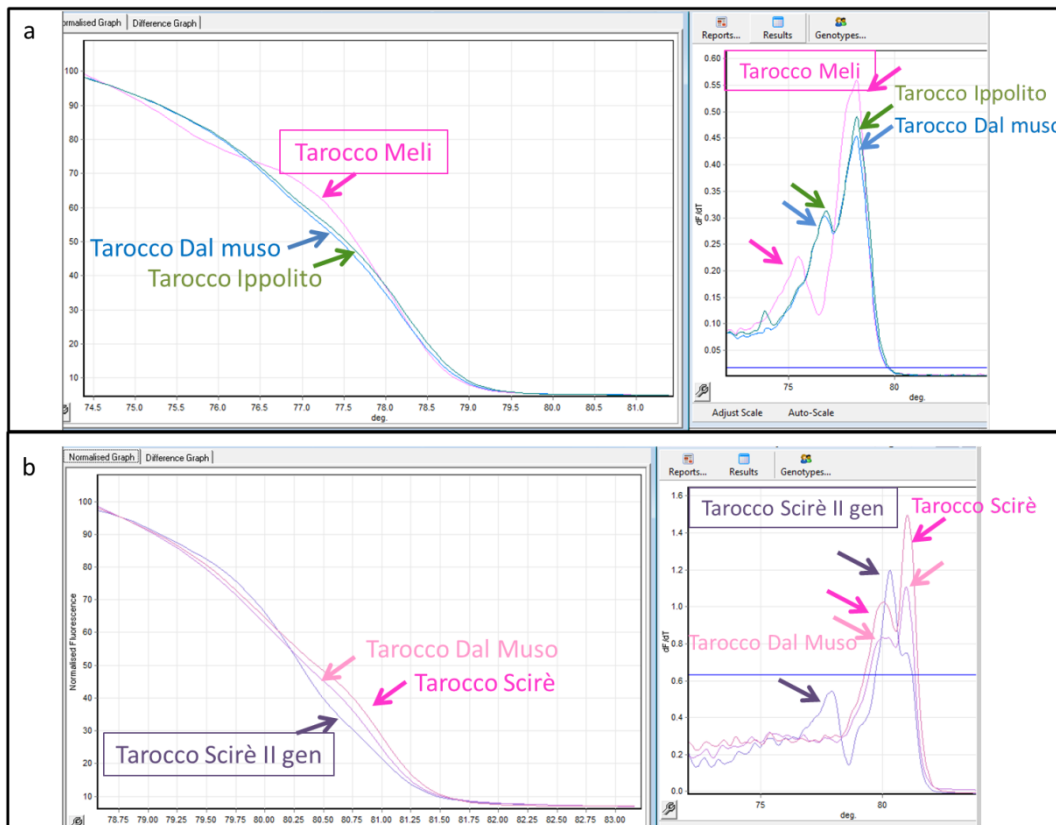 a
ormalised Graph Difference Graph
100
90
80
70
60
50
40
30
20
10
74.5 75.0 75.5 76.0 76.5 77.0 77.5 78.0 78.5 79.0 79.5 80.0 80.5 81.0
deg.
Tarocco Meli
Tarocco Dal muso
Tarocco Ippolito
Reports... Results Genotypes...
0.60
0.55
0.50
0.45
0.40
0.35
0.30
0.25
0.20
0.15
0.10
0.05
dF/dT
75 80
deg.
Tarocco Meli
Tarocco Ippolito
Tarocco Dal muso
Adjust Scale Auto-Scale
b
Normalised Graph Difference Graph
Normalised Fluorescence
100
90
80
70
60
50
40
30
20
10
78.75 79.00 79.25 79.50 79.75 80.00 80.25 80.50 80.75 81.00 81.25 81.50 81.75 82.00 82.25 82.50 82.75 83.00
deg.
Tarocco Dal Muso
Tarocco Scirè
Tarocco Scirè II gen
Reports... Results Genotypes...
1.6
1.4
1.2
1.0
0.8
0.6
0.4
0.2
0.0
dF/dT
75 80
deg.
Tarocco Scirè II gen
Tarocco Scirè
Tarocco Dal Muso